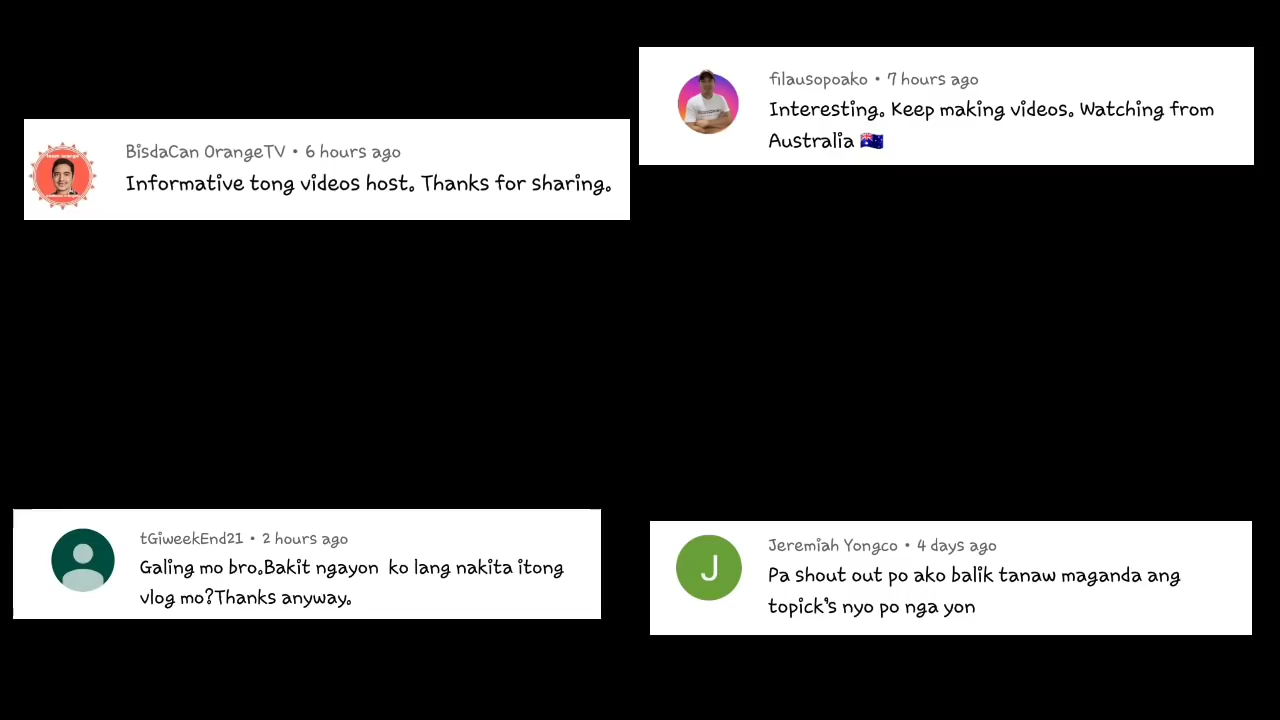 BisdaCan OrangeTV • 6 hours ago
Informative tong videos host. Thanks for sharing.
filausopoako • 7 hours ago
Interesting. Keep making videos. Watching from
Australia 🇦🇺
tGiweekEnd21 • 2 hours ago
Galing mo bro.Bakit ngayon ko lang nakita itong
vlog mo?Thanks anyway.
J
Jeremiah Yongco • 4 days ago
Pa shout out po ako balik tanaw maganda ang
topick's nyo po nga yon